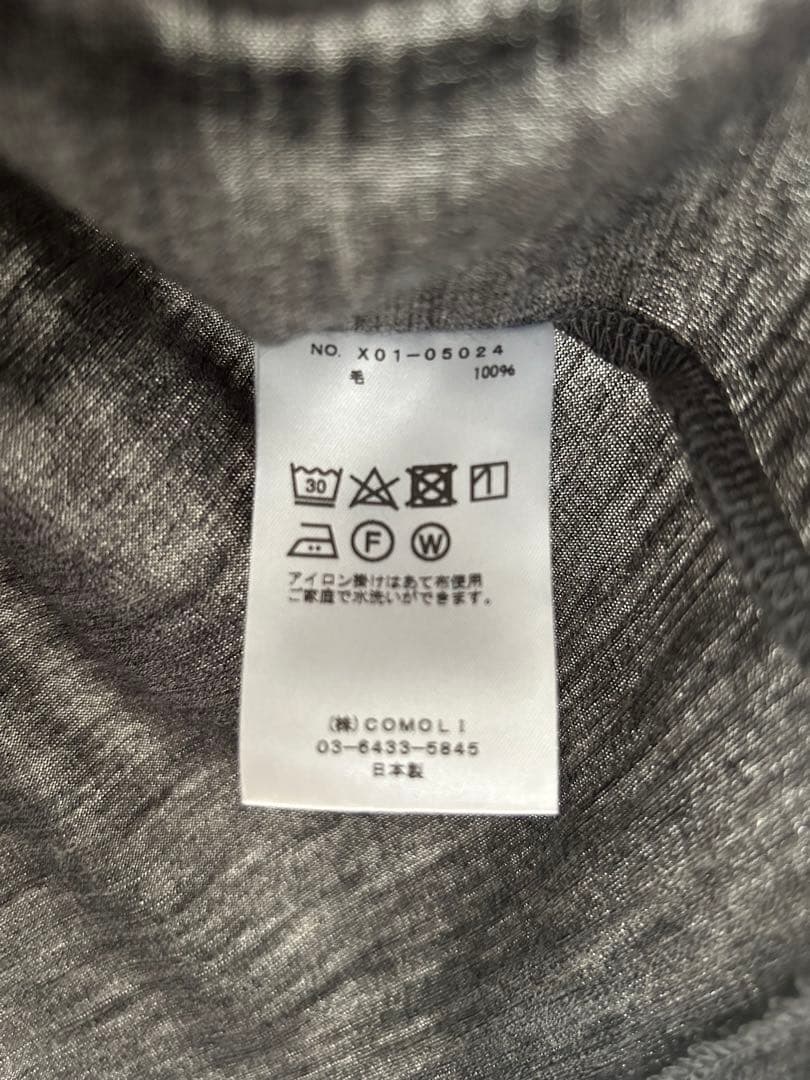 NO. X01-05024
毛 100%
30
F W
アイロン掛けはあて布使用
ご家庭で水洗いができます。
(株)COMOLI
03-6433-5845
日本製